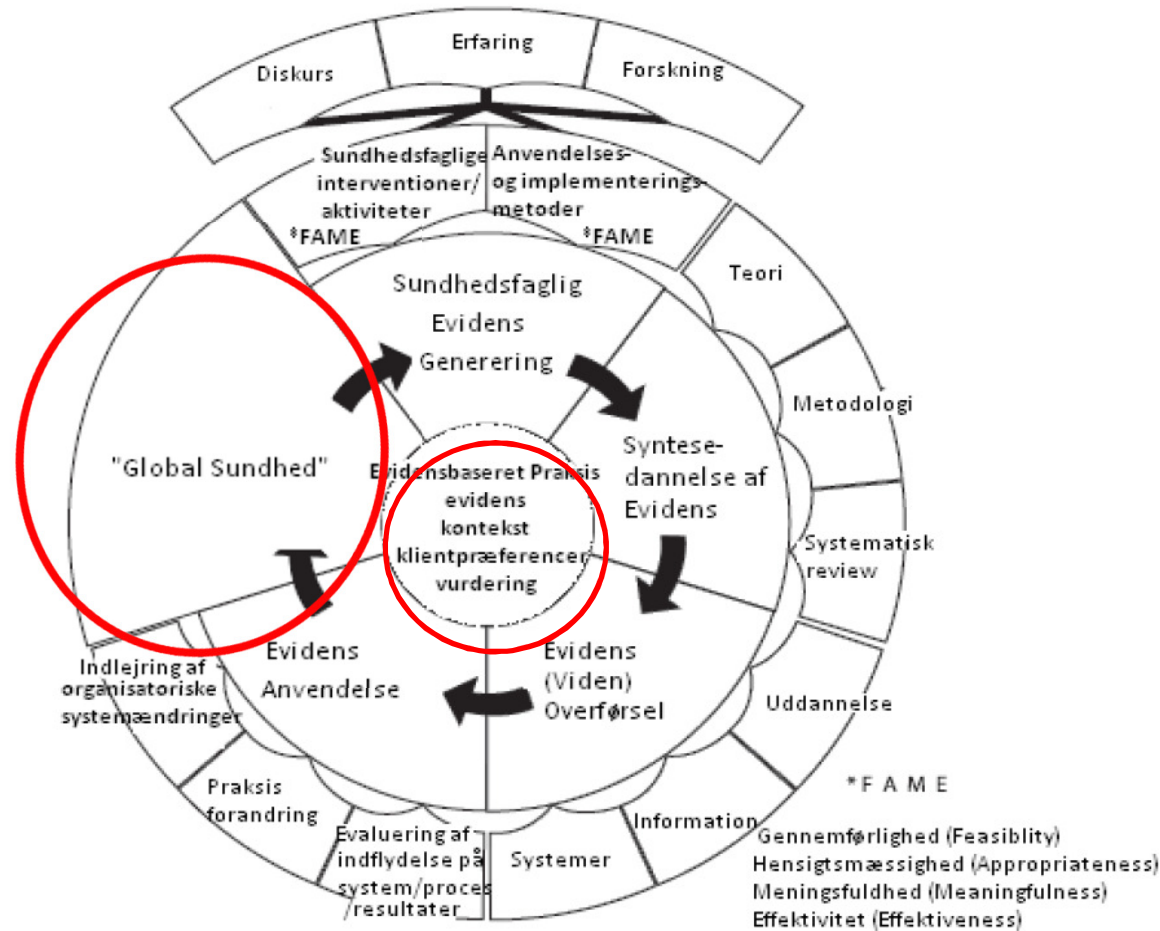 Diskurs
Erfaring
Forskning
Sundhedsfaglige
interventioner/
aktiviteter
*FAME
Anvendelses-
og implementerings-
metoder
*FAME
Teori
Metodologi
Systematisk
review
Uddannelse
Information
Systemer
Evaluering af
indflydelse på
system/proces
/resultater
Praksis
forandring
Indlejring af
organisatoriske
systemændringer
"Global Sundhed"
Sundhedsfaglig
Evidens
Generering
Syntese-
dannelse af
Evidens
Evidens
(Viden)
Overførsel
Evidens
Anvendelse
Evidensbaseret Praksis
evidens
kontekst
klientpræferencer
vurdering
*F A M E
Gennemførlighed (Feasiblity)
Hensigtsmæssighed (Appropriateness)
Meningsfuldhed (Meaningfulness)
Effektivitet (Effectiveness)